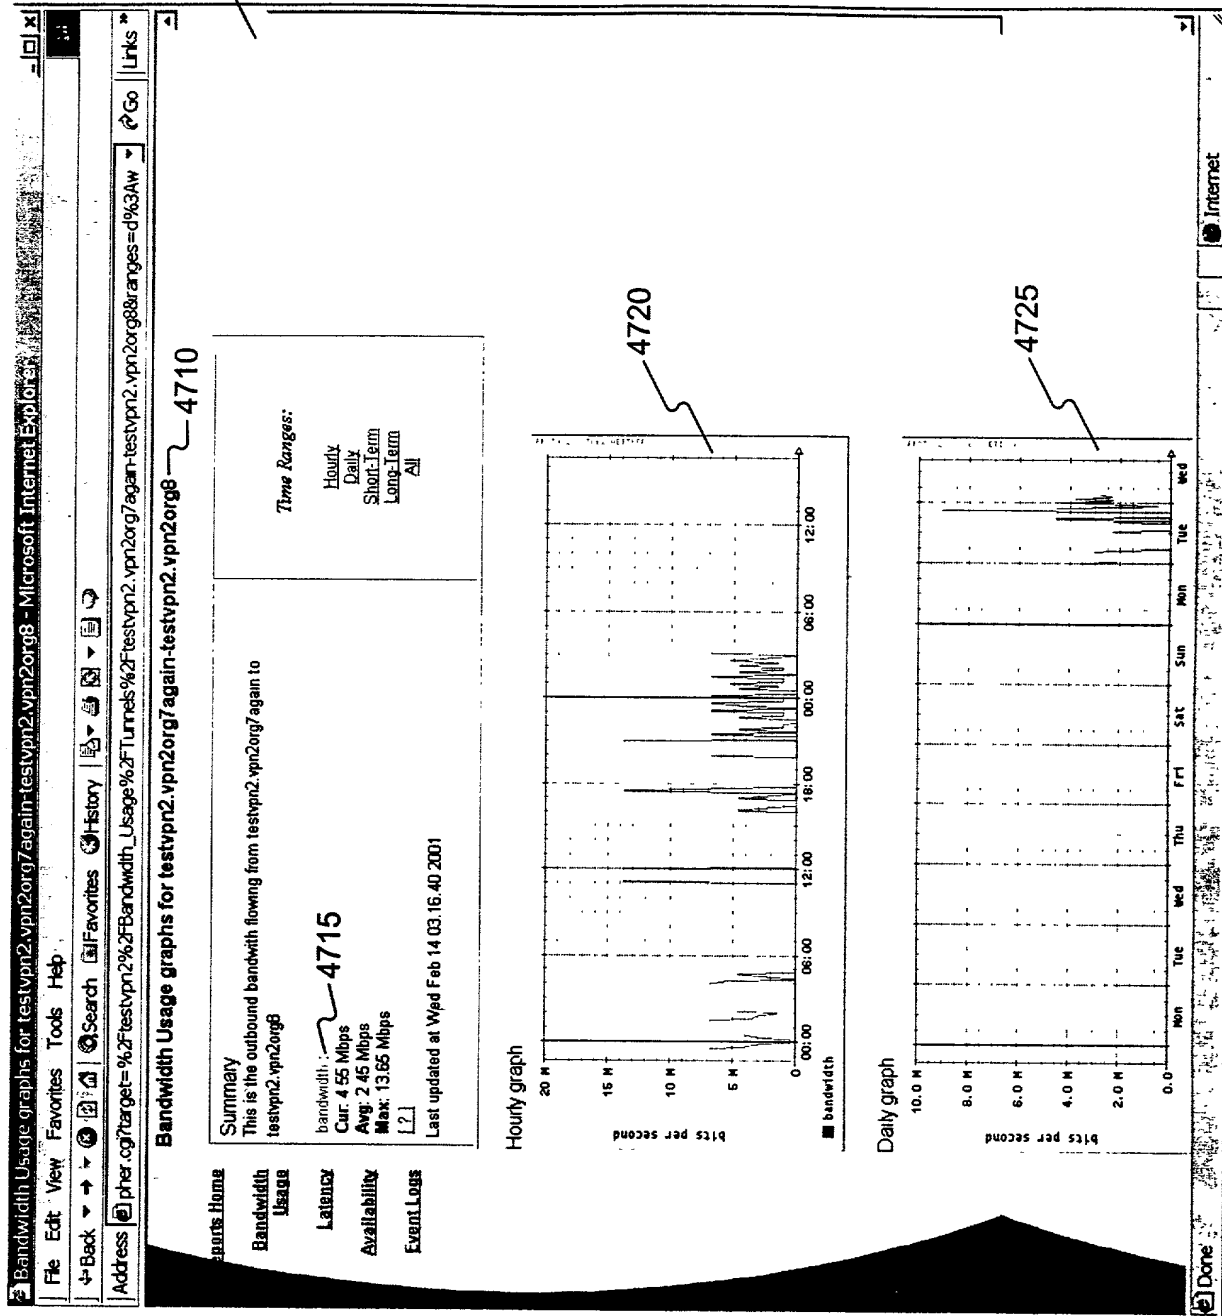 Bandwidth Usage graphs for testvpn2.vpn2org7again-testvpn2.vpn2org8 - Microsoft Internet Explorer
File Edit View Favorites Tools Help
Back Search Favorites History
Address pher.cgi?target=%2Ftestvpn2%2FBandwidth_Usage%2FTunnels%2Ftestvpn2.vpn2org7again-testvpn2.vpn2org8&ranges=d%3Aw Go Links »
Bandwidth Usage graphs for testvpn2.vpn2org7again-testvpn2.vpn2org8 4710
eports Home
Bandwidth
Usage
Latency
Availability
Event Logs
Summary
This is the outbound bandwith flowing from testvpn2.vpn2org7again to
testvpn2.vpn2org8
bandwidth : 4715
Cur: 4 55 Mbps
Avg: 2 45 Mbps
Max: 13.65 Mbps
[ ? ]
Last updated at Wed Feb 14 03.16.40 2001
Time Ranges:
Hourly
Daily
Short-Term
Long-Term
All
Hourly graph
4720
bits per second
20 M
15 M
10 M
5 M
0
00:00 06:00 12:00 18:00 00:00 06:00 12:00
bandwidth
Daily graph
4725
bits per second
10.0 M
8.0 M
6.0 M
4.0 M
2.0 M
0.0
Mon Tue Wed Thu Fri Sat Sun Mon Tue Wed
Done Internet